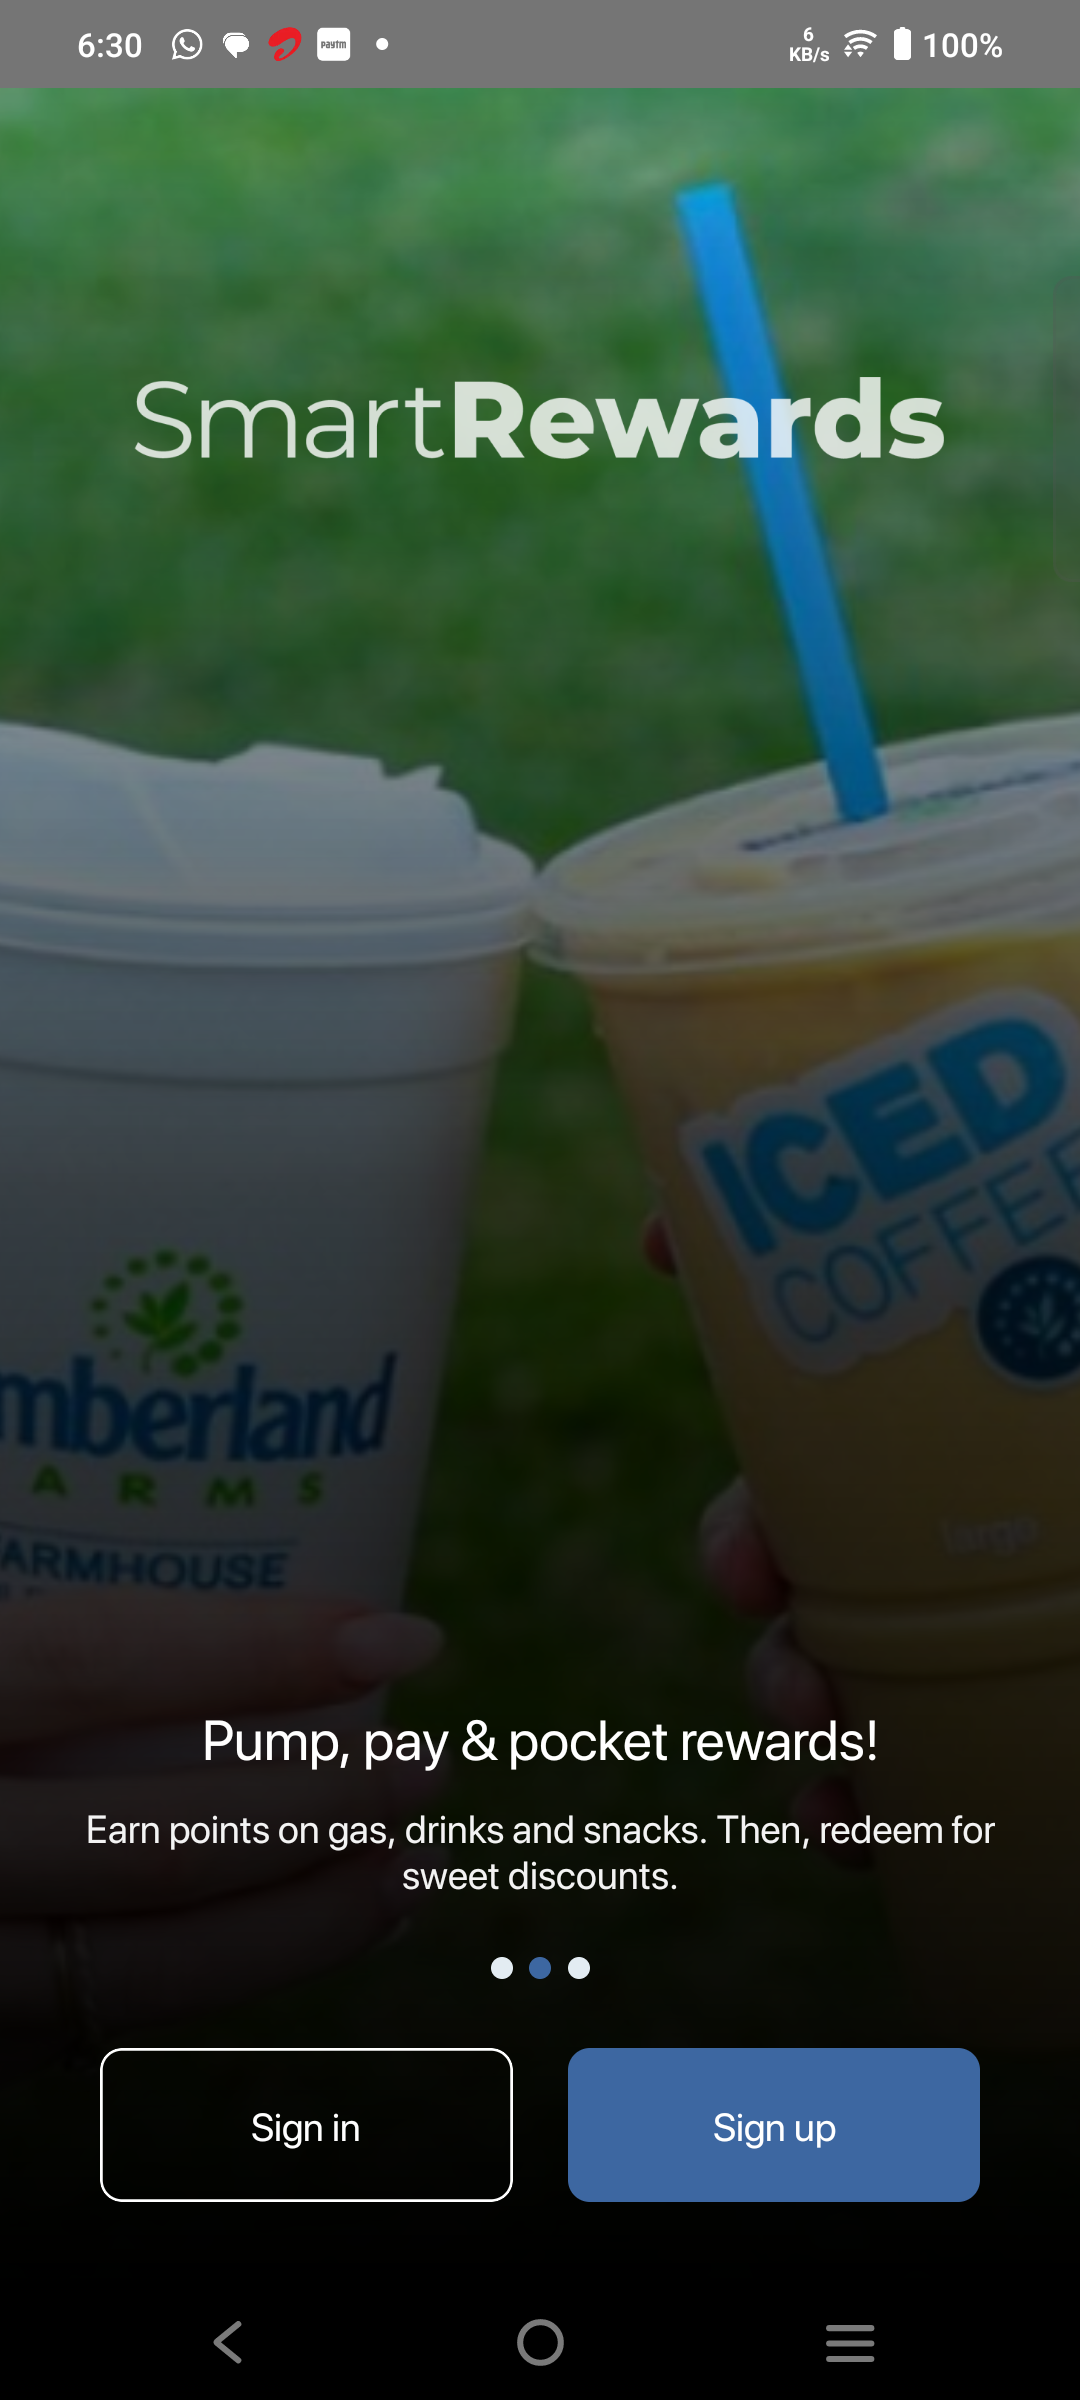 6:30
paytm
6
KB/s
100%
SmartRewards
ICED
COFFEE
mberland
ARMS
ARMHOUSE
large
Pump, pay & pocket rewards!
Earn points on gas, drinks and snacks. Then, redeem for
sweet discounts.
Sign in
Sign up